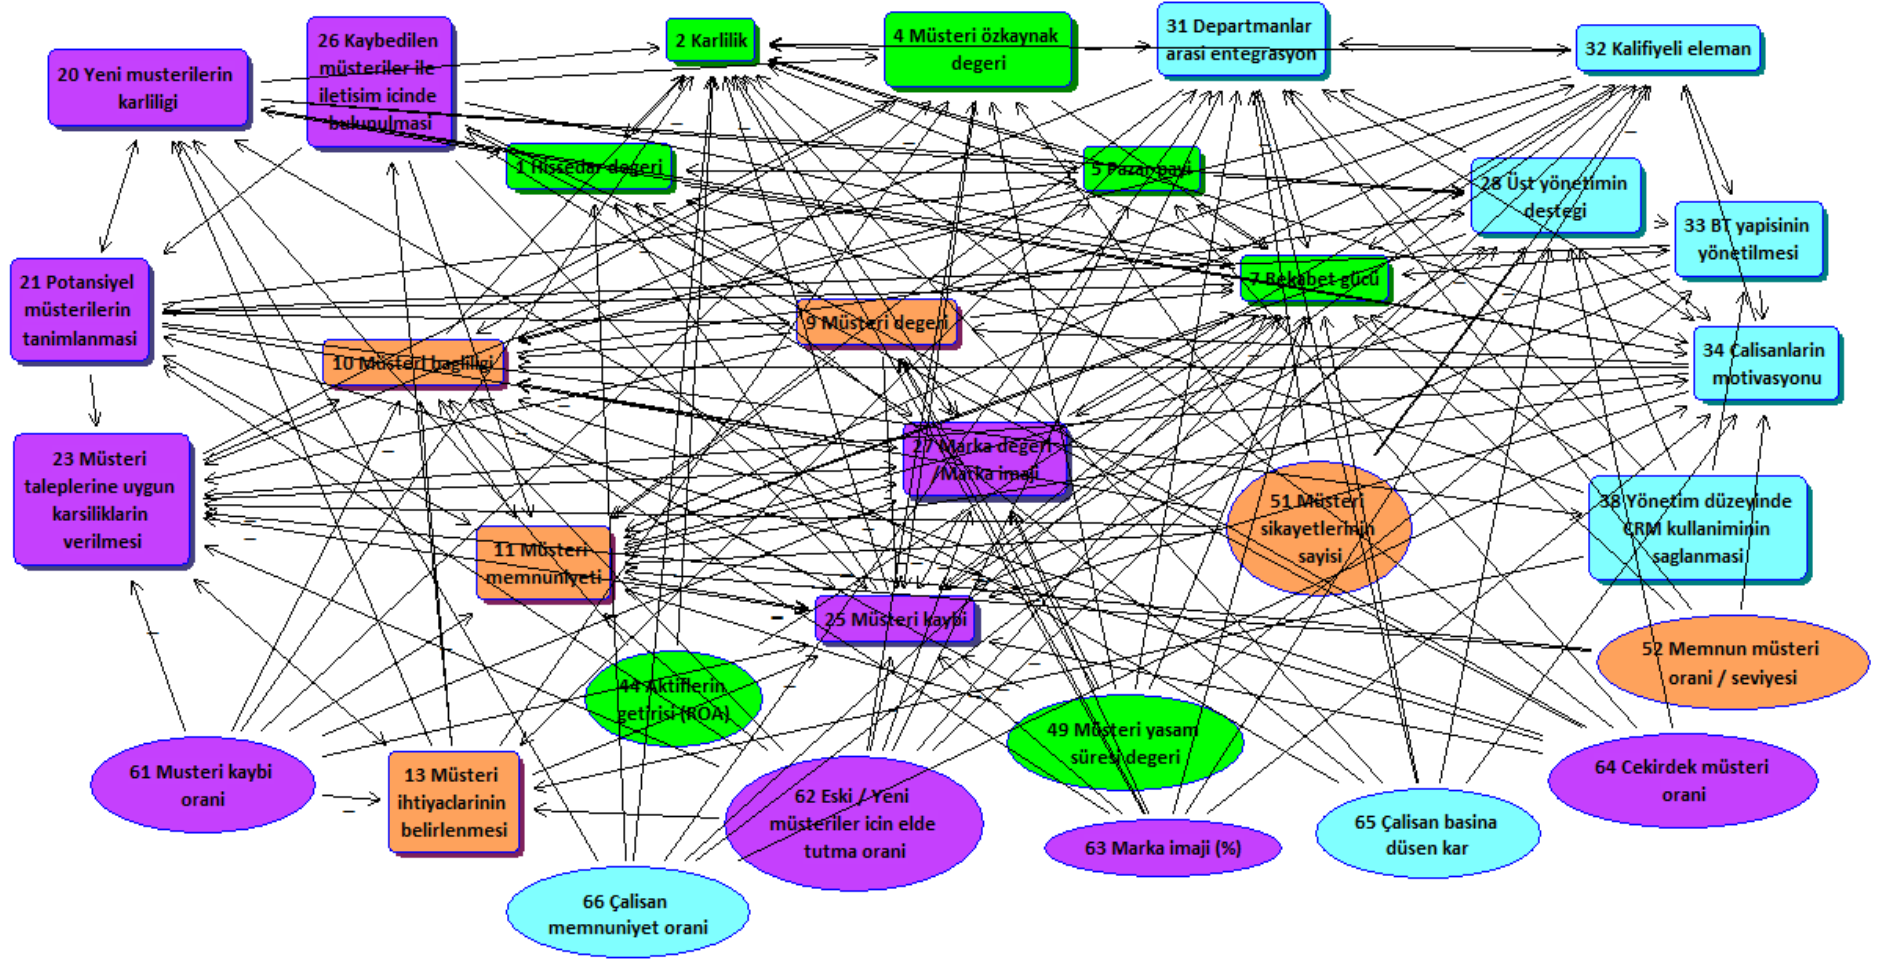 2 Karlilik
4 Müsteri özkaynak
degeri
31 Departmanlar
arasi entegrasyon
32 Kalifiyeli eleman
26 Kaybedilen
müsteriler ile
iletisim icinde
bulunulmasi
20 Yeni musterilerin
karliligi
1 Hissedar degeri
5 Pazar payi
28 Üst yönetimin
destegi
33 BT yapisinin
yönetilmesi
21 Potansiyel
müsterilerin
tanimlanmasi
7 Rekabet gücü
9 Müsteri degeri
10 Müsteri bagliligi
34 Calisanlarin
motivasyonu
23 Müsteri
taleplerine uygun
karsiliklarin
verilmesi
27 Marka degeri
/Marka imaji
51 Müsteri
sikayetlerinin
sayisi
38 Yönetim düzeyinde
CRM kullaniminin
saglanmasi
11 Müsteri
memnuniyeti
25 Müsteri kaybi
52 Memnun müsteri
orani / seviyesi
44 Aktiflerin
getirisi (ROA)
49 Müsteri yasam
süresi degeri
61 Musteri kaybi
orani
13 Müsteri
ihtiyaclarinin
belirlenmesi
62 Eski / Yeni
müsteriler icin elde
tutma orani
63 Marka imaji (%)
65 Çalisan basina
düsen kar
64 Cekirdek müsteri
orani
66 Çalisan
memnuniyet orani